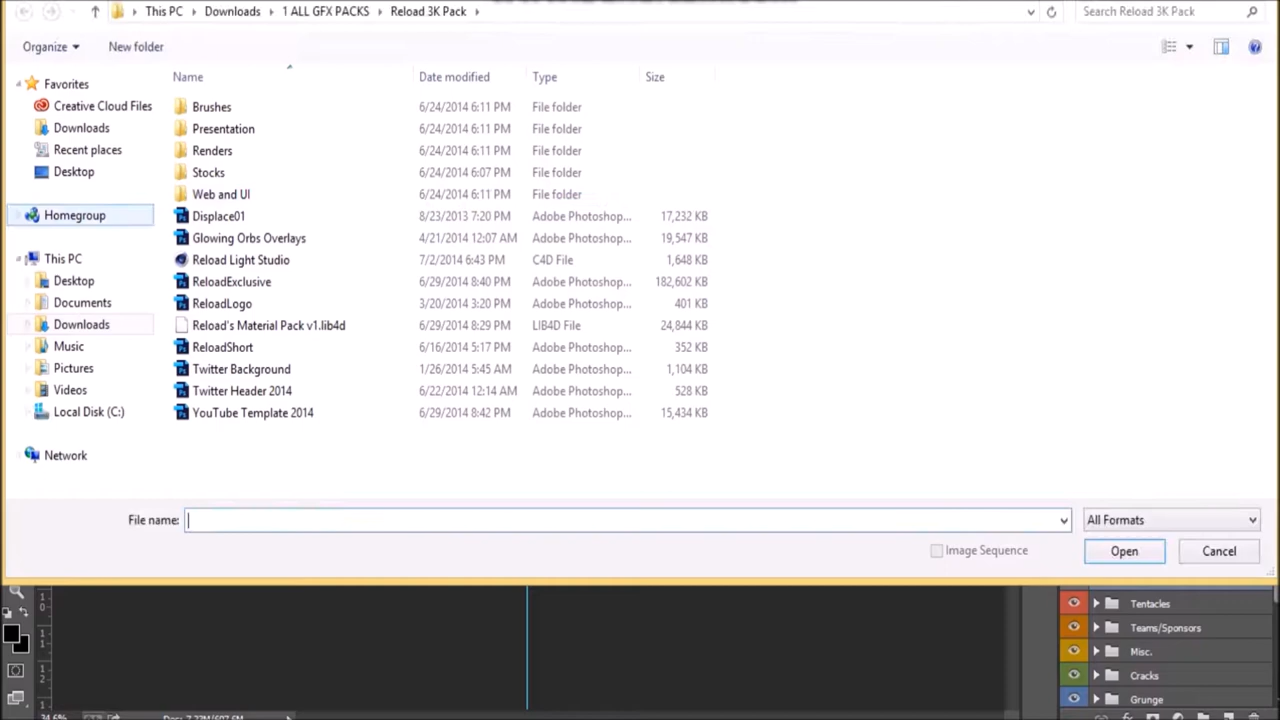 This PC Downloads 1 ALL GFX PACKS Reload 3K Pack Search Reload 3K Pack
Organize New folder
Name Date modified Type Size
Favorites
Creative Cloud Files
Downloads
Recent places
Desktop
Homegroup
This PC
Desktop
Documents
Downloads
Music
Pictures
Videos
Local Disk (C:)
Network
Brushes 6/24/2014 6:11 PM File folder
Presentation 6/24/2014 6:11 PM File folder
Renders 6/24/2014 6:11 PM File folder
Stocks 6/24/2014 6:07 PM File folder
Web and UI 6/24/2014 6:11 PM File folder
Displace01 8/23/2013 7:20 PM Adobe Photoshop... 17,232 KB
Glowing Orbs Overlays 4/21/2014 12:07 AM Adobe Photoshop... 19,547 KB
Reload Light Studio 7/2/2014 6:43 PM C4D File 1,648 KB
ReloadExclusive 6/29/2014 8:40 PM Adobe Photoshop... 182,602 KB
ReloadLogo 3/20/2014 3:20 PM Adobe Photoshop... 401 KB
Reload's Material Pack v1.lib4d 6/29/2014 8:29 PM LIB4D File 24,844 KB
ReloadShort 6/16/2014 5:17 PM Adobe Photoshop... 352 KB
Twitter Background 1/26/2014 5:45 AM Adobe Photoshop... 1,104 KB
Twitter Header 2014 6/22/2014 12:14 AM Adobe Photoshop... 528 KB
YouTube Template 2014 6/29/2014 8:42 PM Adobe Photoshop... 15,434 KB
File name: All Formats
Image Sequence Open Cancel
1
0
1
1
1
2
1
Tentacles
Teams/Sponsors
Misc.
Cracks
Grunge